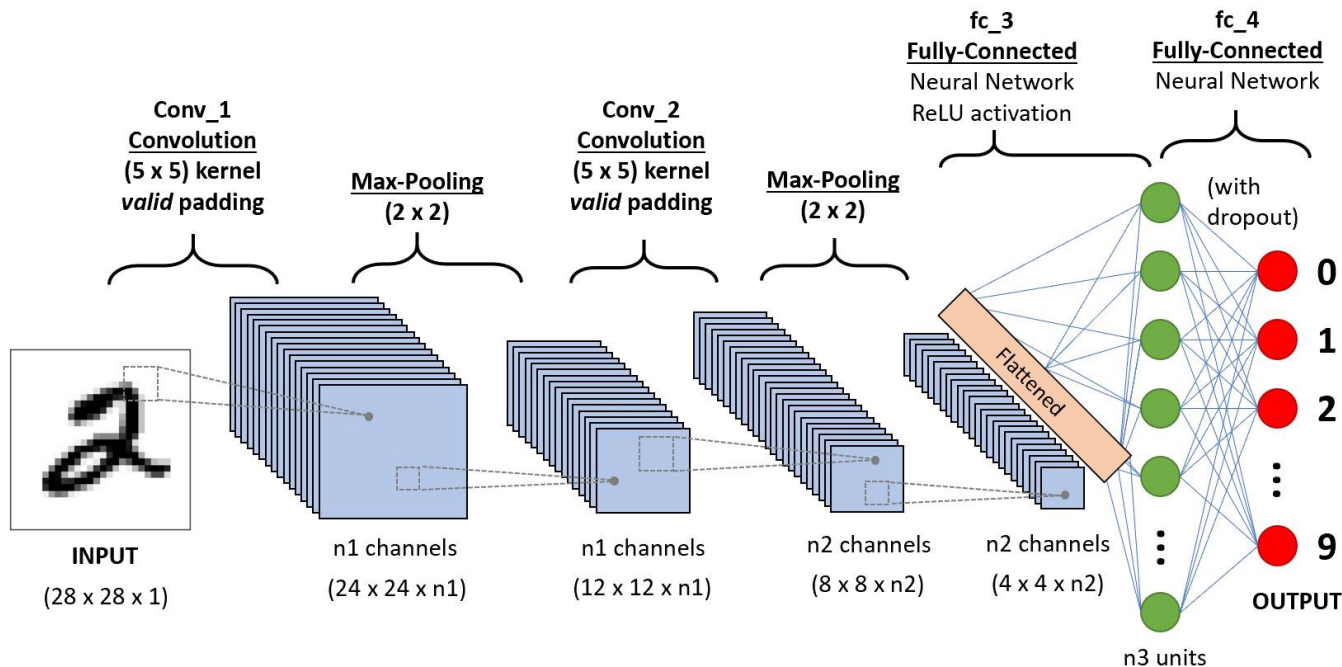 fc_3
Fully-Connected
Neural Network
ReLU activation
fc_4
Fully-Connected
Neural Network
Conv_1
Convolution
(5 x 5) kernel
valid padding
Max-Pooling
(2 x 2)
Conv_2
Convolution
(5 x 5) kernel
valid padding
Max-Pooling
(2 x 2)
(with
dropout)
Flattened
0
1
2
9
INPUT
(28 x 28 x 1)
n1 channels
(24 x 24 x n1)
n1 channels
(12 x 12 x n1)
n2 channels
(8 x 8 x n2)
n2 channels
(4 x 4 x n2)
OUTPUT
n3 units